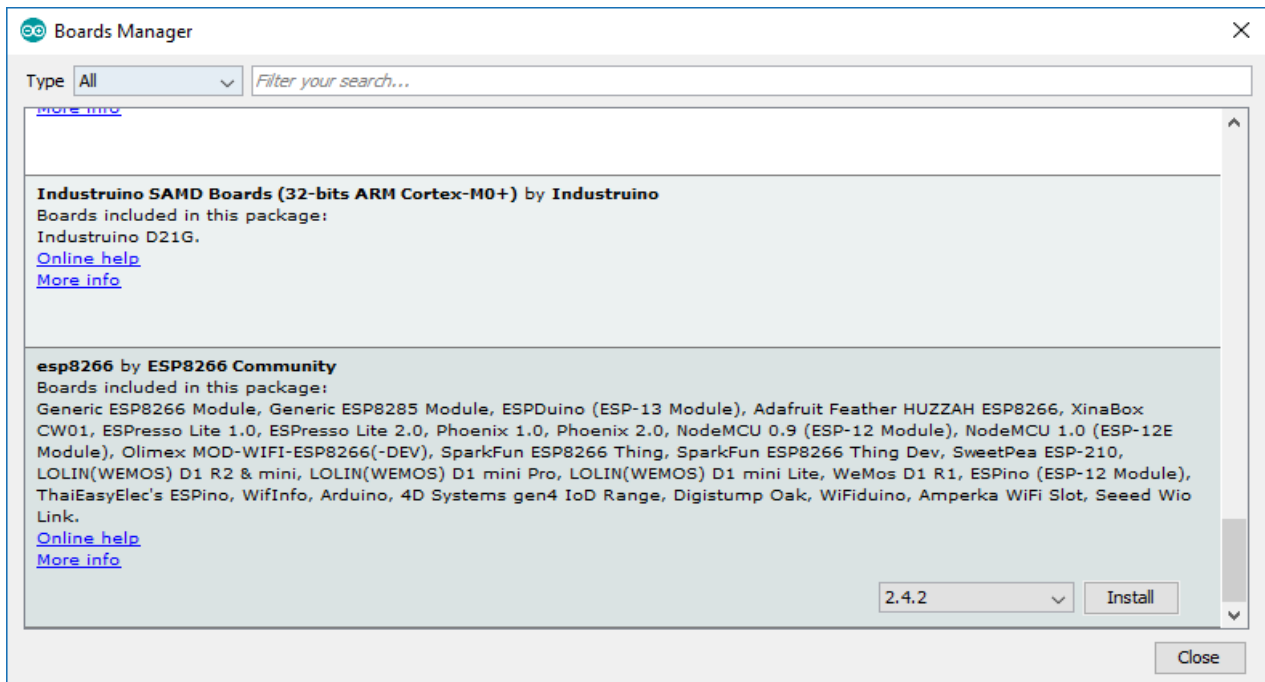 Boards Manager
Type All Filter your search...
More info
Industruino SAMD Boards (32-bits ARM Cortex-M0+) by Industruino
Boards included in this package:
Industruino D21G.
Online help
More info
esp8266 by ESP8266 Community
Boards included in this package:
Generic ESP8266 Module, Generic ESP8285 Module, ESPDuino (ESP-13 Module), Adafruit Feather HUZZAH ESP8266, XinaBox
CW01, ESPresso Lite 1.0, ESPresso Lite 2.0, Phoenix 1.0, Phoenix 2.0, NodeMCU 0.9 (ESP-12 Module), NodeMCU 1.0 (ESP-12E
Module), Olimex MOD-WIFI-ESP8266(-DEV), SparkFun ESP8266 Thing, SparkFun ESP8266 Thing Dev, SweetPea ESP-210,
LOLIN(WEMOS) D1 R2 & mini, LOLIN(WEMOS) D1 mini Pro, LOLIN(WEMOS) D1 mini Lite, WeMos D1 R1, ESPino (ESP-12 Module),
ThaiEasyElec's ESPino, WifInfo, Arduino, 4D Systems gen4 IoD Range, Digistump Oak, WiFiduino, Amperka WiFi Slot, Seeed Wio
Link.
Online help
More info
2.4.2 Install
Close